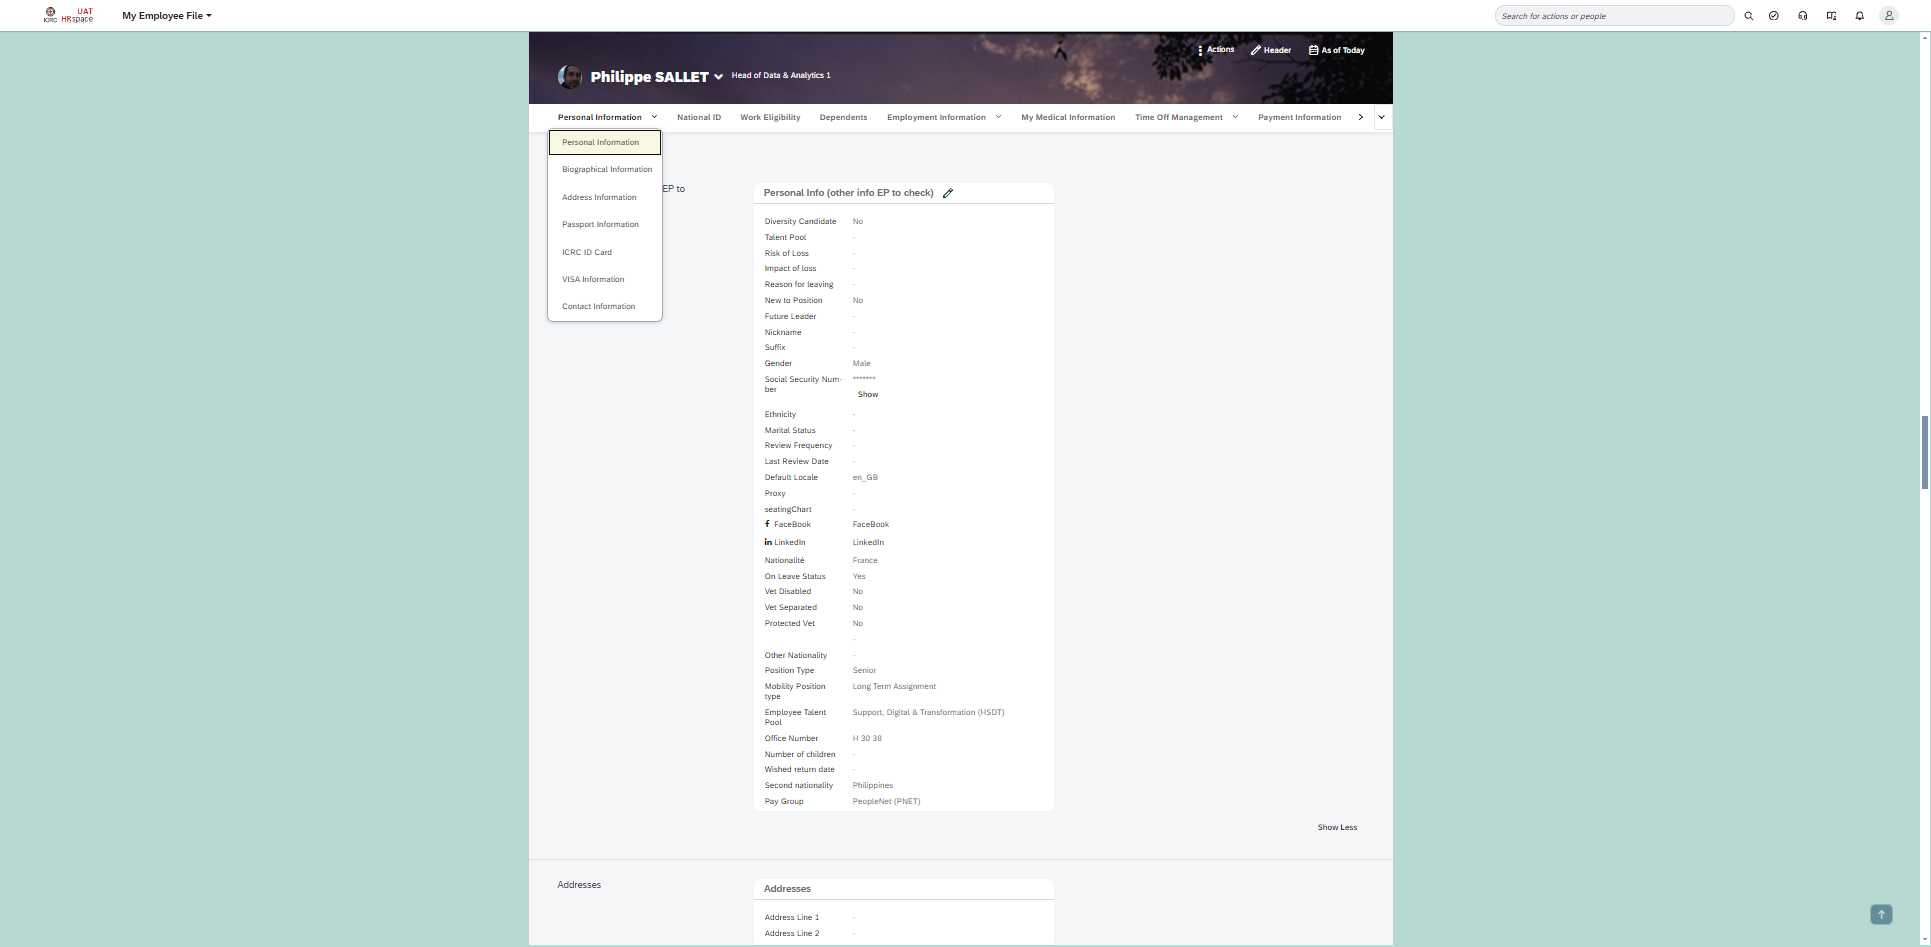 ICRC UAT HRspace My Employee File Search for actions or people
Actions Header As of Today
Philippe SALLET Head of Data & Analytics 1
Personal Information National ID Work Eligibility Dependents Employment Information My Medical Information Time Off Management Payment Information
Personal Information
Biographical Information
Address Information
Passport Information
ICRC ID Card
VISA Information
Contact Information
EP to
Personal Info (other info EP to check)
Diversity Candidate No
Talent Pool -
Risk of Loss -
Impact of loss -
Reason for leaving -
New to Position No
Future Leader -
Nickname -
Suffix -
Gender Male
Social Security Num- *******
ber
Show
Ethnicity -
Marital Status -
Review Frequency -
Last Review Date -
Default Locale en_GB
Proxy -
seatingChart -
FaceBook FaceBook
LinkedIn LinkedIn
Nationalité France
On Leave Status Yes
Vet Disabled No
Vet Separated No
Protected Vet No
-
Other Nationality -
Position Type Senior
Mobility Position Long Term Assignment
type
Employee Talent Support, Digital & Transformation (HSDT)
Pool
Office Number H 30 38
Number of children -
Wished return date -
Second nationality Philippines
Pay Group PeopleNet (PNET)
Show Less
Addresses
Addresses
Address Line 1 -
Address Line 2 -